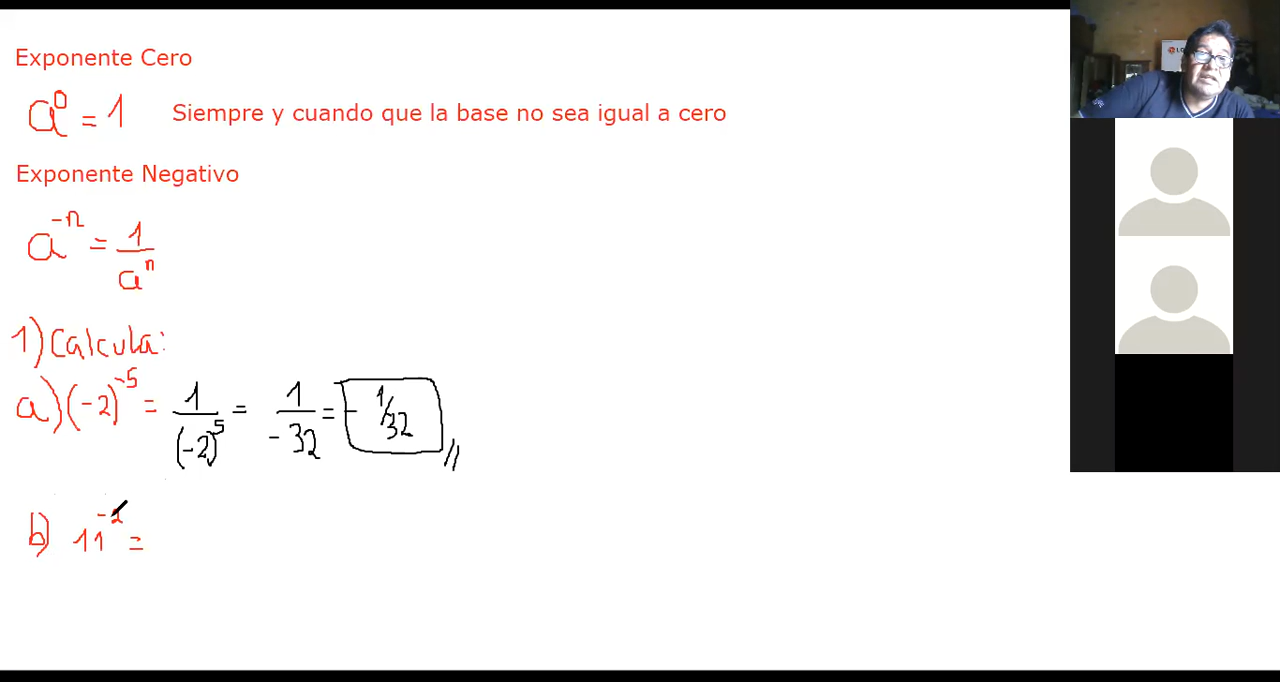 Exponente Cero
a⁰ = 1 Siempre y cuando que la base no sea igual a cero
Exponente Negativo
a⁻ⁿ = 1/aⁿ
1) Calcula:
a) (-2)⁻⁵ = 1/(-2)⁵ = 1/-32 = - 1/32 //
b) 11⁻² =